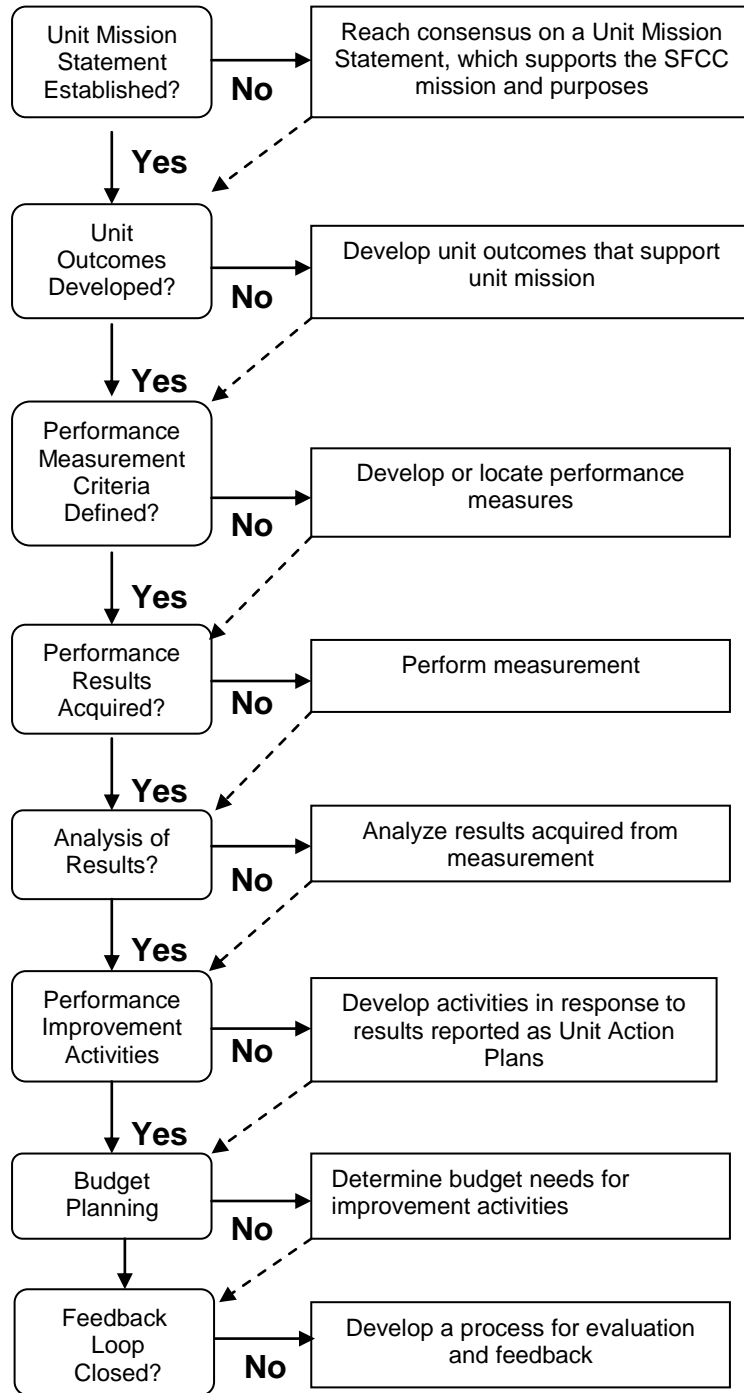 Unit Mission
Statement
Established?
No
Reach consensus on a Unit Mission
Statement, which supports the SFCC
mission and purposes
Yes
Unit
Outcomes
Developed?
No
Develop unit outcomes that support
unit mission
Yes
Performance
Measurement
Criteria
Defined?
No
Develop or locate performance
measures
Yes
Performance
Results
Acquired?
No
Perform measurement
Yes
Analysis of
Results?
No
Analyze results acquired from
measurement
Yes
Performance
Improvement
Activities
No
Develop activities in response to
results reported as Unit Action
Plans
Yes
Budget
Planning
No
Determine budget needs for
improvement activities
Feedback
Loop
Closed?
No
Develop a process for evaluation
and feedback